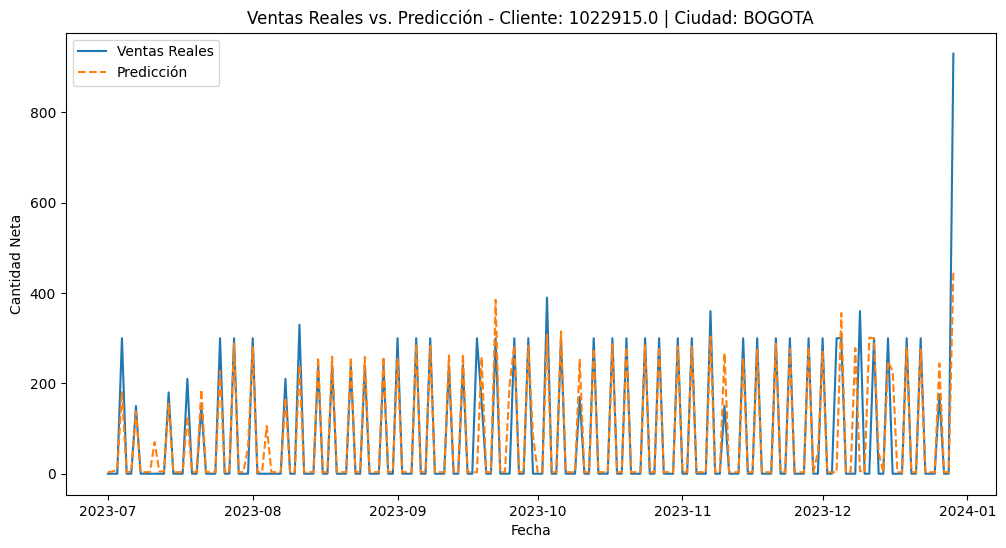 Ventas Reales vs. Predicción - Cliente: 1022915.0 | Ciudad: BOGOTA
Ventas Reales
Predicción
800
600
400
200
0
Cantidad Neta
2023-07
2023-08
2023-09
2023-10
2023-11
2023-12
2024-01
Fecha